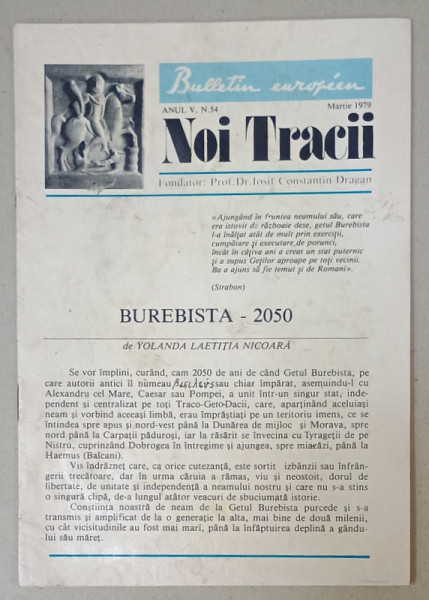 Bulletin européen
ANUL V, N.54
Martie 1979
Noi Tracii
Fondator: Prof. Dr. Iosif Constantin Dragan
«Ajungând în fruntea neamului său, care
era istovit de războaie dese, getul Burebista
l-a înălțat atât de mult prin exerciții,
cumpătare și executare de porunci,
încât în câțiva ani a creat un stat puternic
și a supus Geților aproape pe toți vecinii.
Ba a ajuns să fie temut și de Romani».
(Strabon)
BUREBISTA - 2050
de YOLANDA LAETIȚIA NICOARĂ
Se vor împlini, curând, cam 2050 de ani de când Getul Burebista, pe
care autorii antici îl numeau sau chiar împărat, asemuindu-l cu
Alexandru cel Mare, Caesar sau Pompei, a unit într-un singur stat, inde-
pendent și centralizat pe toți Traco-Geto-Dacii, care, aparținând aceluiași
neam și vorbind aceeași limbă, erau împrăștiați pe un teritoriu imens, ce se
întindea spre apus și nord-vest până la Dunărea de mijloc și Morava, spre
nord până la Carpații păduroși, iar la răsărit se învecina cu Tyrageții de pe
Nistru, cuprinzând Dobrogea în întregime și ajungea, spre miazăzi, până la
Haemus (Balcani).
Vis îndrăzneț care, ca orice cutezanță, este sortit izbânzii sau înfrân-
gerii trecătoare, dar în urma căruia a rămas, viu și neostoit, dorul de
libertate, de unitate și independență a neamului nostru și care nu s-a stins
o singură clipă, de-a lungul atâtor veacuri de sbuciumată istorie.
Conștiința noastră de neam de la Getul Burebista purcede și s-a
transmis și amplificat de la o generație la alta, mai bine de două milenii,
cu cât vicisitudinile au fost mai mari, până la înfăptuirea deplină a gându-
lui său măreț.